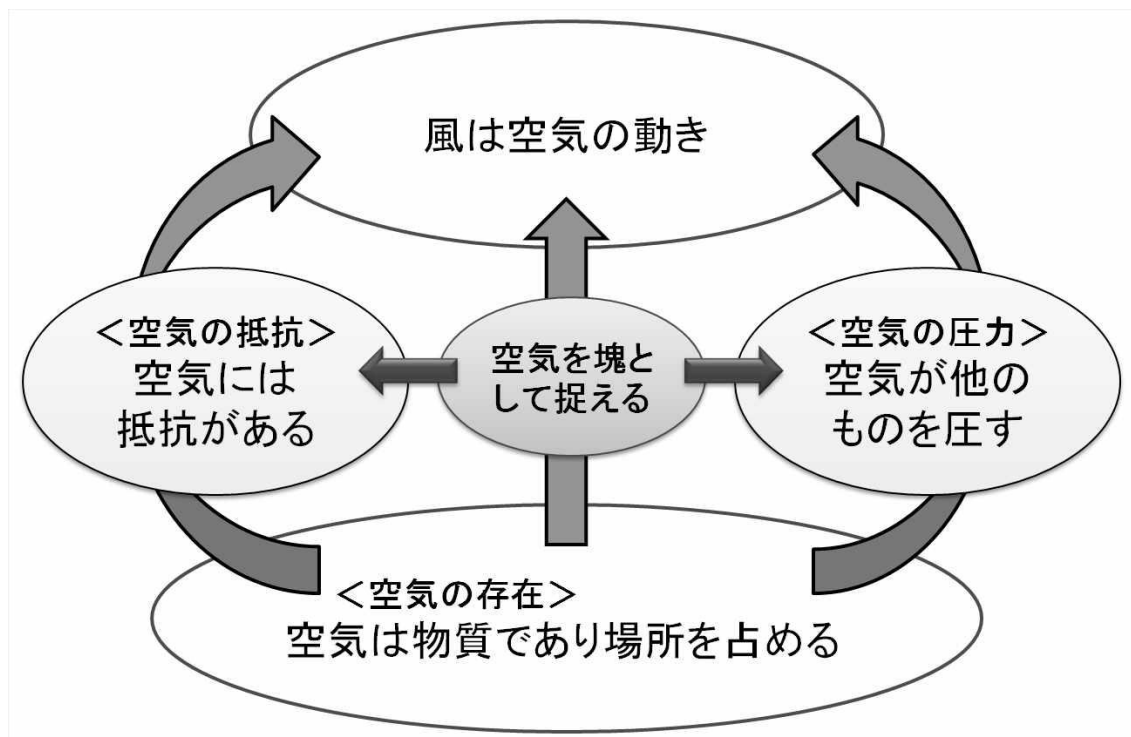 風は空気の動き
＜空気の抵抗＞
空気には
抵抗がある
空気を塊と
して捉える
＜空気の圧力＞
空気が他の
ものを圧す
＜空気の存在＞
空気は物質であり場所を占める